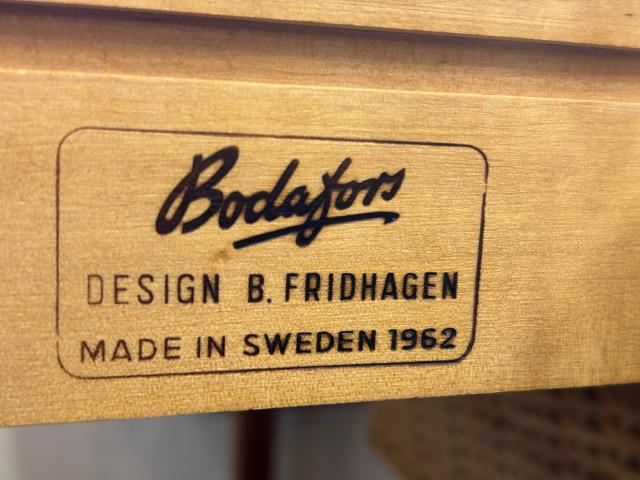 Bodafors
DESIGN B. FRIDHAGEN
MADE IN SWEDEN 1962